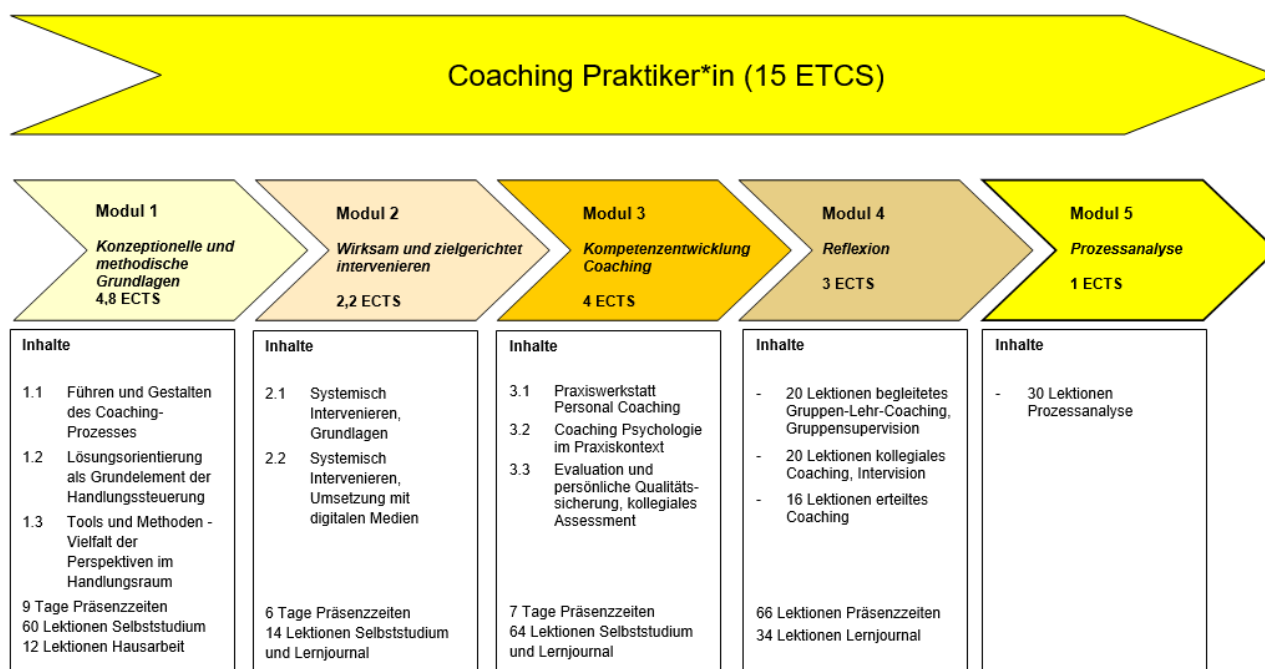 Coaching Praktiker*in (15 ETCS)
Modul 1
Konzeptionelle und
methodische
Grundlagen
4,8 ECTS
Modul 2
Wirksam und zielgerichtet
intervenieren
2,2 ECTS
Modul 3
Kompetenzentwicklung
Coaching
4 ECTS
Modul 4
Reflexion
3 ECTS
Modul 5
Prozessanalyse
1 ECTS
Inhalte
1.1 Führen und Gestalten
des Coaching-
Prozesses
1.2 Lösungsorientierung
als Grundelement der
Handlungssteuerung
1.3 Tools und Methoden -
Vielfalt der
Perspektiven im
Handlungsraum
9 Tage Präsenzzeiten
60 Lektionen Selbststudium
12 Lektionen Hausarbeit
Inhalte
2.1 Systemisch
Intervenieren,
Grundlagen
2.2 Systemisch
Intervenieren,
Umsetzung mit
digitalen Medien
6 Tage Präsenzzeiten
14 Lektionen Selbststudium
und Lernjournal
Inhalte
3.1 Praxiswerkstatt
Personal Coaching
3.2 Coaching Psychologie
im Praxiskontext
3.3 Evaluation und
persönliche Qualitäts-
sicherung, kollegiales
Assessment
7 Tage Präsenzzeiten
64 Lektionen Selbststudium
und Lernjournal
Inhalte
- 20 Lektionen begleitetes
Gruppen-Lehr-Coaching,
Gruppensupervision
- 20 Lektionen kollegiales
Coaching, Intervision
- 16 Lektionen erteiltes
Coaching
66 Lektionen Präsenzzeiten
34 Lektionen Lernjournal
Inhalte
- 30 Lektionen
Prozessanalyse